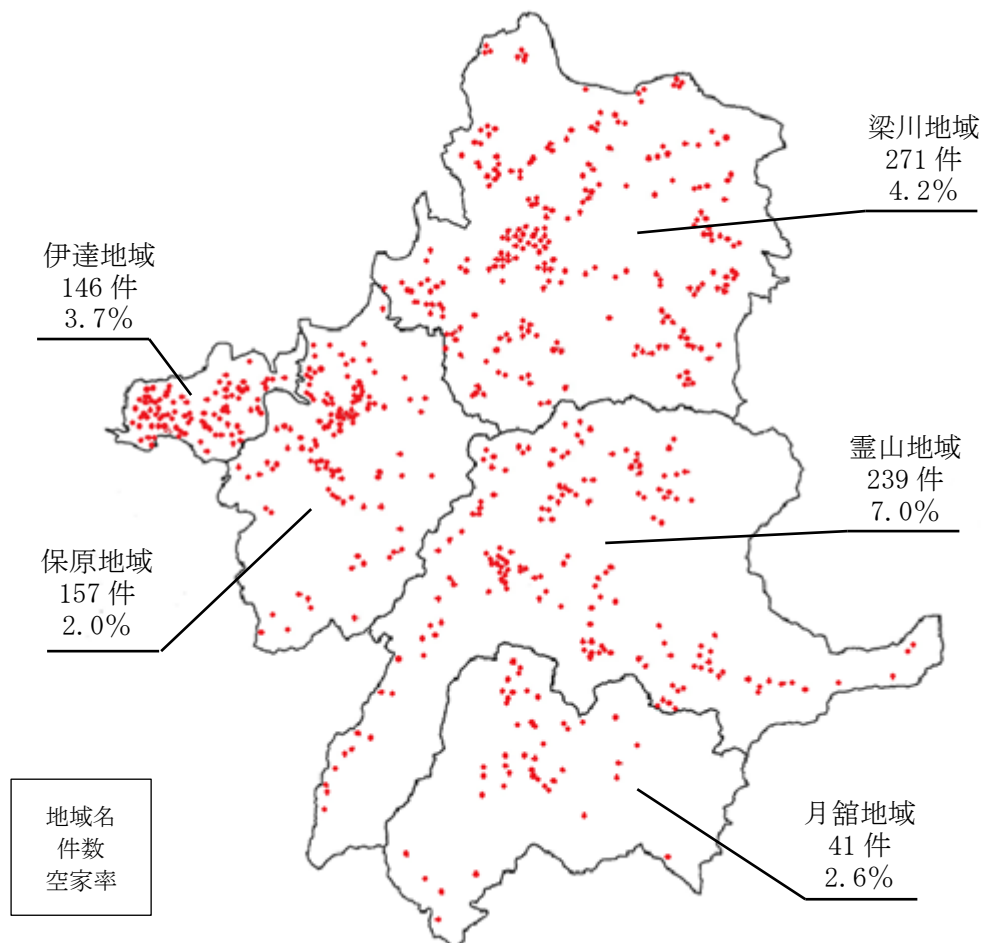 梁川地域
271 件
4.2%
伊達地域
146 件
3.7%
霊山地域
239 件
7.0%
保原地域
157 件
2.0%
月舘地域
41 件
2.6%
地域名
件数
空家率